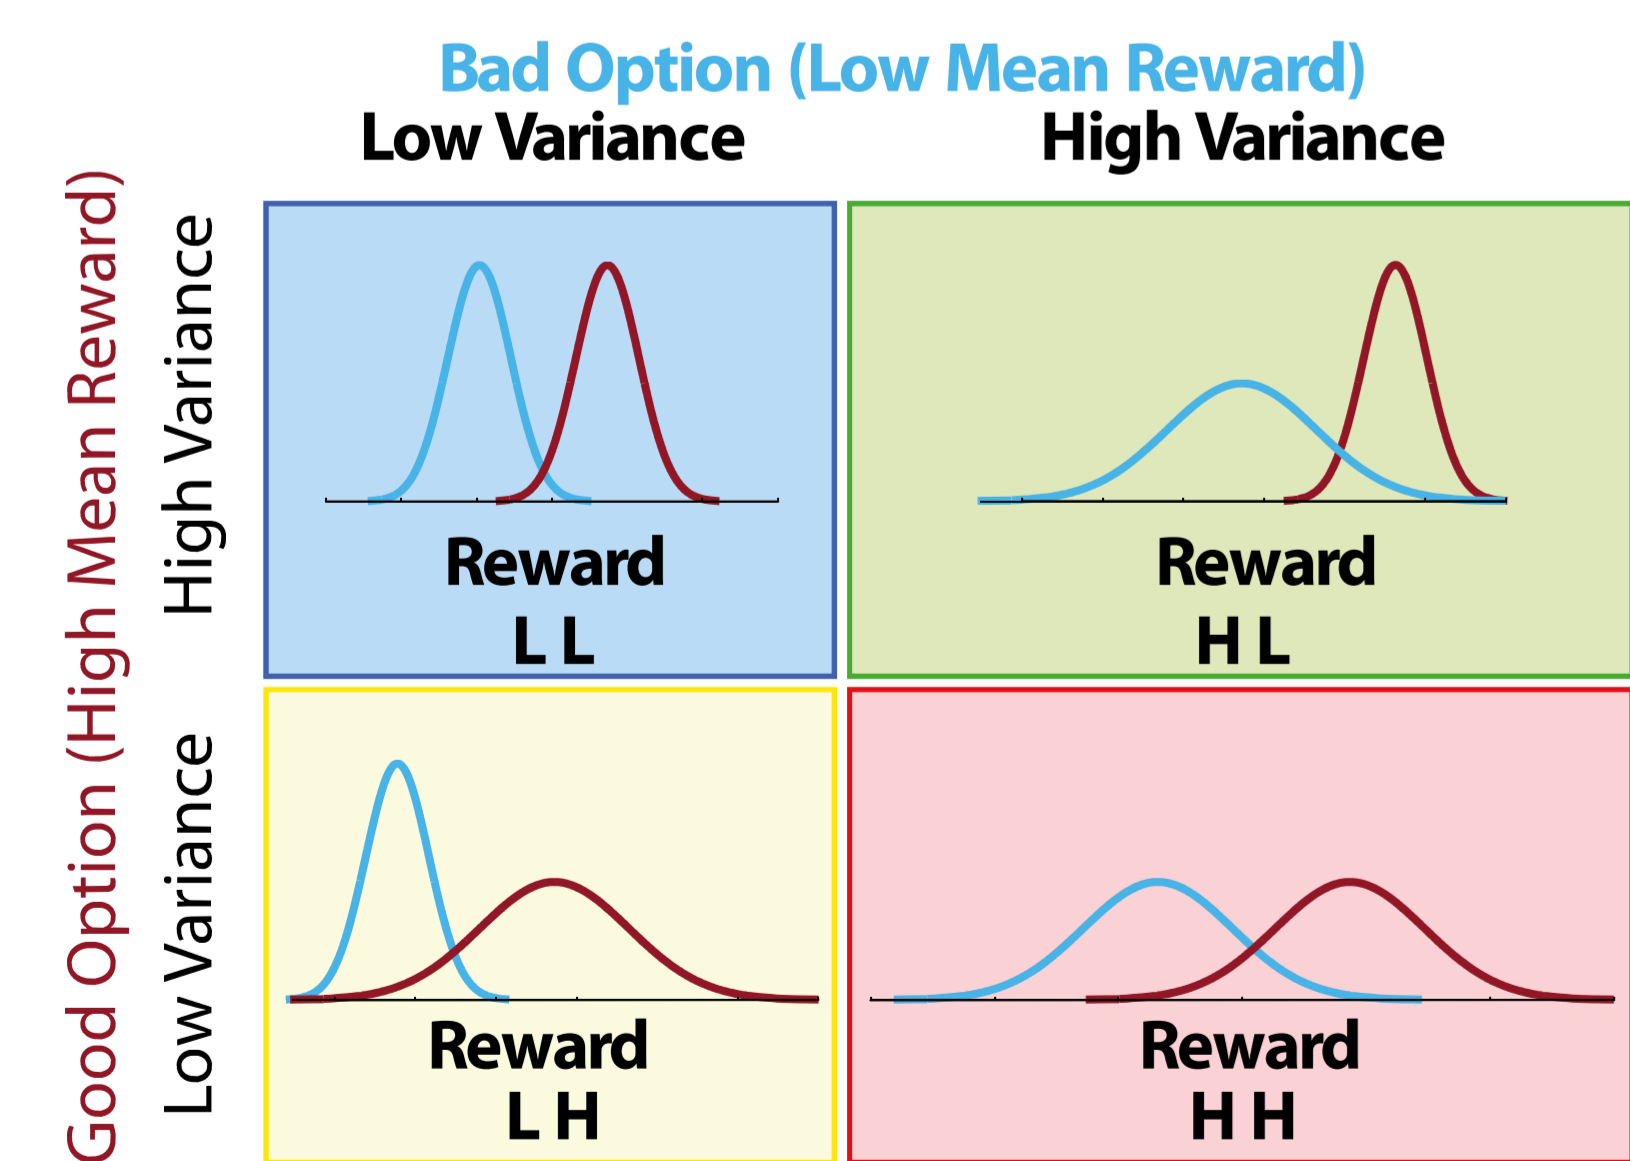 Bad Option (Low Mean Reward)
Low Variance
High Variance
Good Option (High Mean Reward)
High Variance
Low Variance
Reward
L L
Reward
H L
Reward
L H
Reward
H H